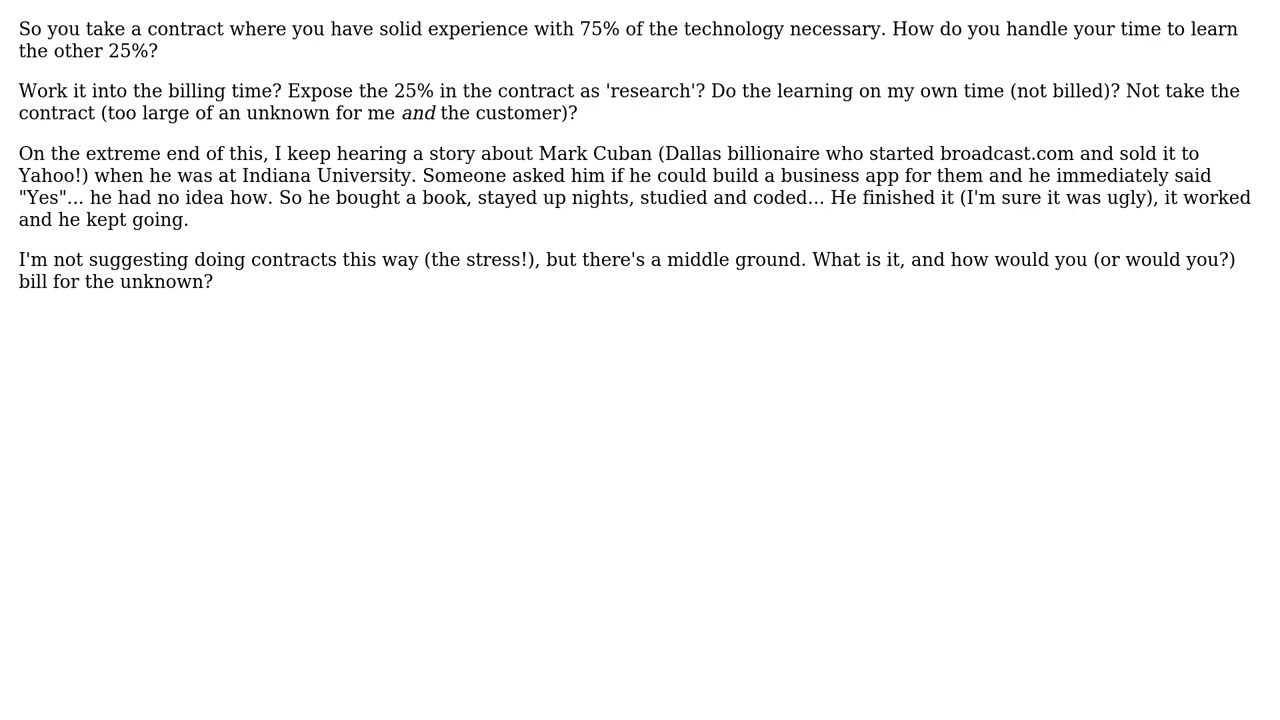 So you take a contract where you have solid experience with 75% of the technology necessary. How do you handle your time to learn
the other 25%?
Work it into the billing time? Expose the 25% in the contract as 'research'? Do the learning on my own time (not billed)? Not take the
contract (too large of an unknown for me and the customer)?
On the extreme end of this, I keep hearing a story about Mark Cuban (Dallas billionaire who started broadcast.com and sold it to
Yahoo!) when he was at Indiana University. Someone asked him if he could build a business app for them and he immediately said
"Yes"... he had no idea how. So he bought a book, stayed up nights, studied and coded... He finished it (I'm sure it was ugly), it worked
and he kept going.
I'm not suggesting doing contracts this way (the stress!), but there's a middle ground. What is it, and how would you (or would you?)
bill for the unknown?